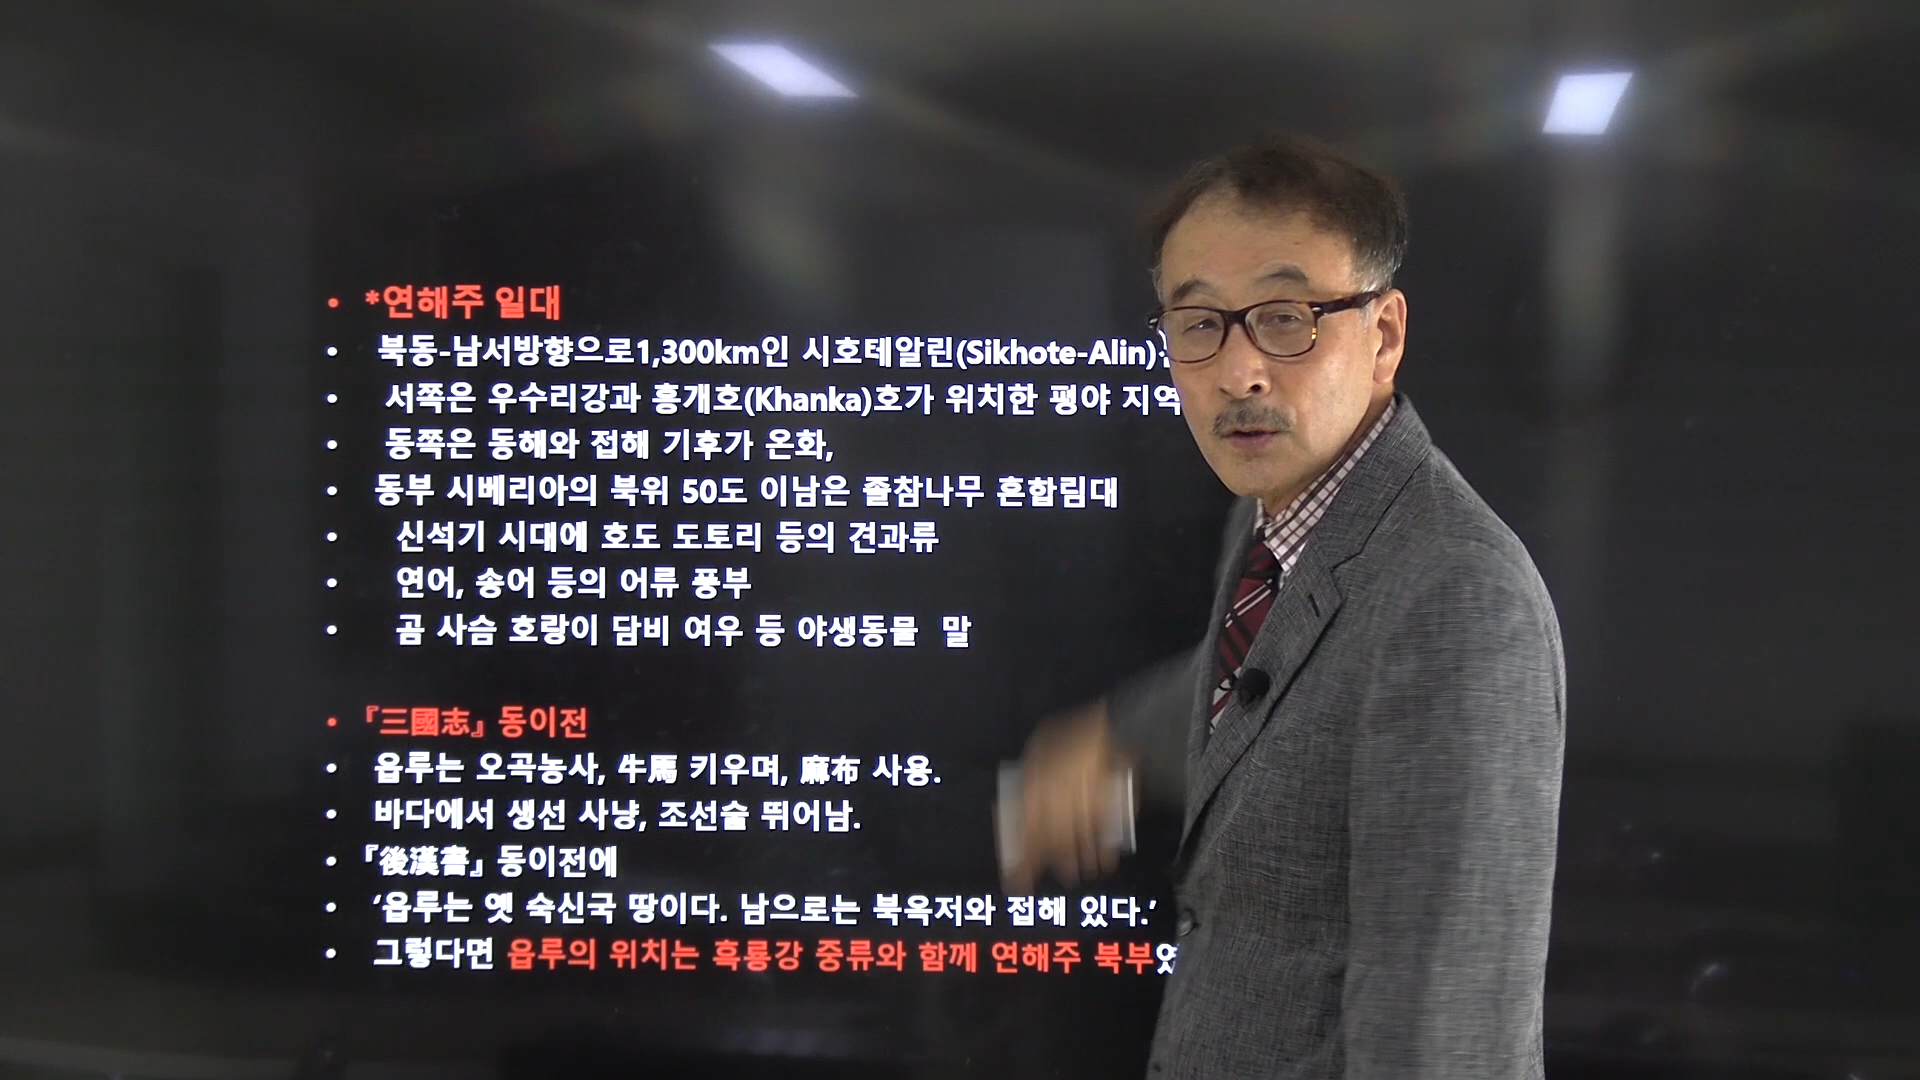 • *연해주 일대
• 북동-남서방향으로1,300km인 시호테알린(Sikhote-Alin)
• 서쪽은 우수리강과 흥개호(Khanka)호가 위치한 평야 지역
• 동쪽은 동해와 접해 기후가 온화,
• 동부 시베리아의 북위 50도 이남은 졸참나무 혼합림대
• 신석기 시대에 호도 도토리 등의 견과류
• 연어, 송어 등의 어류 풍부
• 곰 사슴 호랑이 담비 여우 등 야생동물 말
• 『三國志』 동이전
• 읍루는 오곡농사, 牛馬 키우며, 麻布 사용.
• 바다에서 생선 사냥, 조선술 뛰어남.
• 『後漢書』 동이전에
• ‘읍루는 옛 숙신국 땅이다. 남으로는 북옥저와 접해 있다.’
• 그렇다면 읍루의 위치는 흑룡강 중류와 함께 연해주 북부